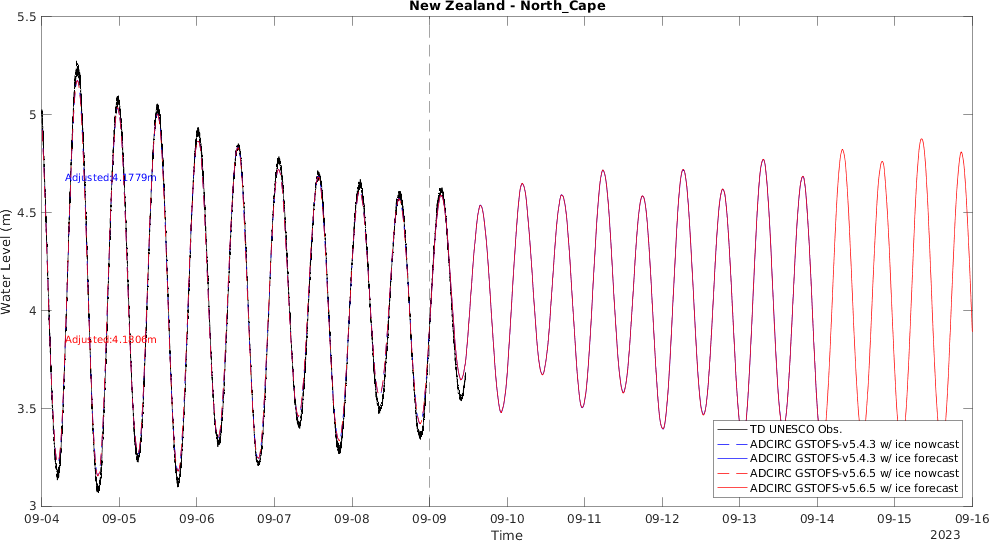 New Zealand - North_Cape
5.5
5
4.5
4
3.5
3
Water Level (m)
Adjusted:4.1779m
Adjusted:4.1306m
TD UNESCO Obs.
ADCIRC GSTOFS-v5.4.3 w/ ice nowcast
ADCIRC GSTOFS-v5.4.3 w/ ice forecast
ADCIRC GSTOFS-v5.6.5 w/ ice nowcast
ADCIRC GSTOFS-v5.6.5 w/ ice forecast
09-04 09-05 09-06 09-07 09-08 09-09 09-10 09-11 09-12 09-13 09-14 09-15 09-16
Time
2023